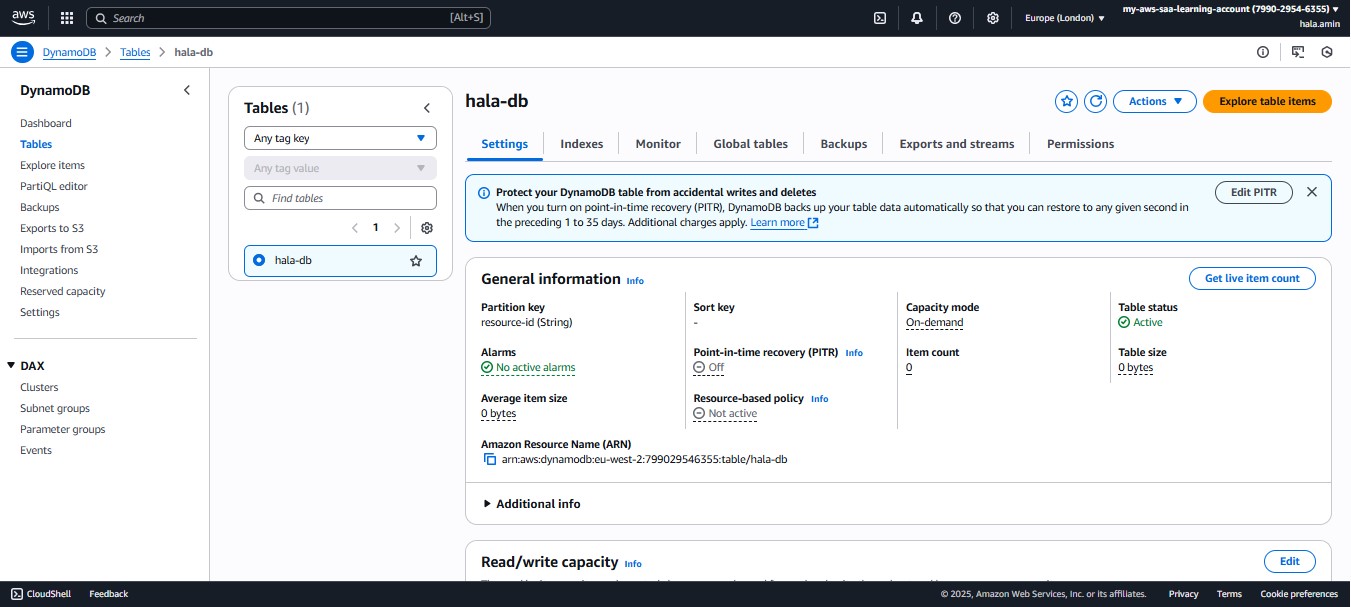 aws
Search [Alt+S]
Europe (London) ▼
my-aws-saa-learning-account (7990-2954-6355) ▼
hala.amin
DynamoDB > Tables > hala-db
DynamoDB
Dashboard
Tables
Explore items
PartiQL editor
Backups
Exports to S3
Imports from S3
Integrations
Reserved capacity
Settings
▼ DAX
Clusters
Subnet groups
Parameter groups
Events
Tables (1)
Any tag key
Any tag value
Find tables
< 1 >
hala-db
hala-db
Actions ▼
Explore table items
Settings
Indexes
Monitor
Global tables
Backups
Exports and streams
Permissions
Protect your DynamoDB table from accidental writes and deletes
When you turn on point-in-time recovery (PITR), DynamoDB backs up your table data automatically so that you can restore to any given second in
the preceding 1 to 35 days. Additional charges apply. Learn more
Edit PITR
General information Info
Get live item count
Partition key
resource-id (String)
Sort key
-
Capacity mode
On-demand
Table status
Active
Alarms
No active alarms
Point-in-time recovery (PITR) Info
Off
Item count
0
Table size
0 bytes
Average item size
0 bytes
Resource-based policy Info
Not active
Amazon Resource Name (ARN)
arn:aws:dynamodb:eu-west-2:799029546355:table/hala-db
Additional info
Read/write capacity Info
Edit
CloudShell
Feedback
© 2025, Amazon Web Services, Inc. or its affiliates.
Privacy
Terms
Cookie preferences